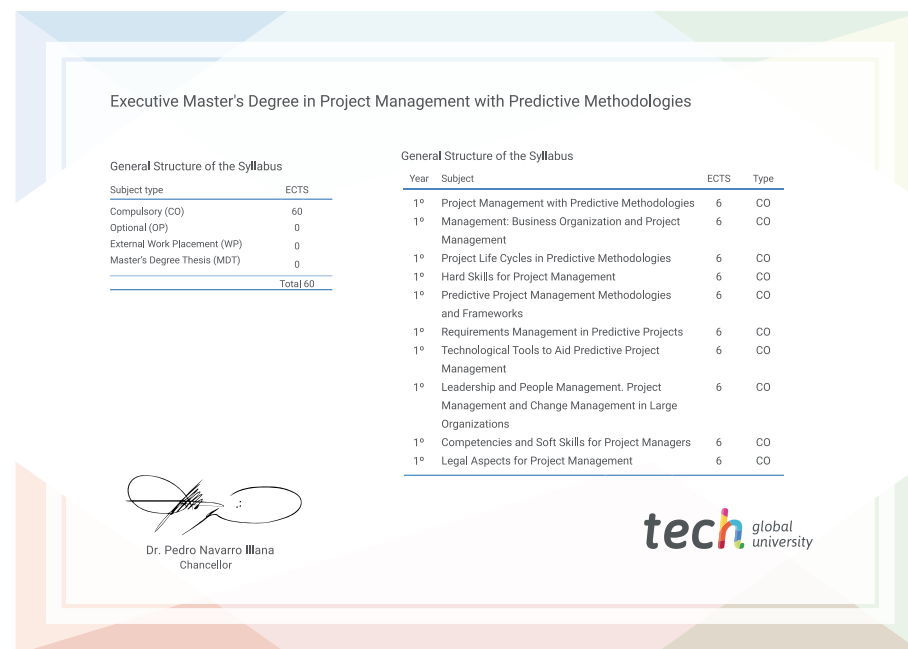 Executive Master's Degree in Project Management with Predictive Methodologies
General Structure of the Syllabus
Subject type ECTS
Compulsory (CO) 60
Optional (OP) 0
External Work Placement (WP) 0
Master's Degree Thesis (MDT) 0
Total 60
General Structure of the Syllabus
Year Subject ECTS Type
1º Project Management with Predictive Methodologies 6 CO
1º Management: Business Organization and Project 6 CO
Management
1º Project Life Cycles in Predictive Methodologies 6 CO
1º Hard Skills for Project Management 6 CO
1º Predictive Project Management Methodologies 6 CO
and Frameworks
1º Requirements Management in Predictive Projects 6 CO
1º Technological Tools to Aid Predictive Project 6 CO
Management
1º Leadership and People Management. Project 6 CO
Management and Change Management in Large
Organizations
1º Competencies and Soft Skills for Project Managers 6 CO
1º Legal Aspects for Project Management 6 CO
Dr. Pedro Navarro Illana
Chancellor
tech global
university